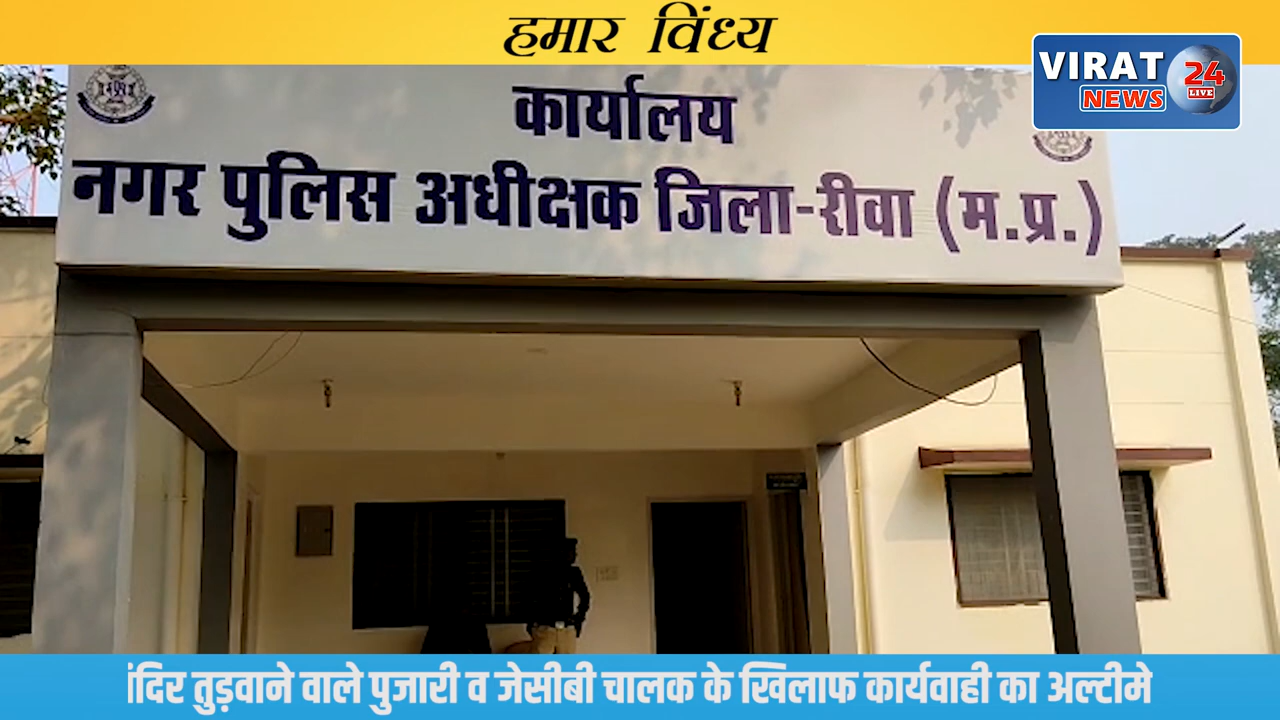 हमार विंध्य
VIRAT
24
NEWS
LIVE
कार्यालय
नगर पुलिस अधीक्षक जिला-रीवा (म.प्र.)
ंदिर तुड़वाने वाले पुजारी व जेसीबी चालक के खिलाफ कार्यवाही का अल्टीमे